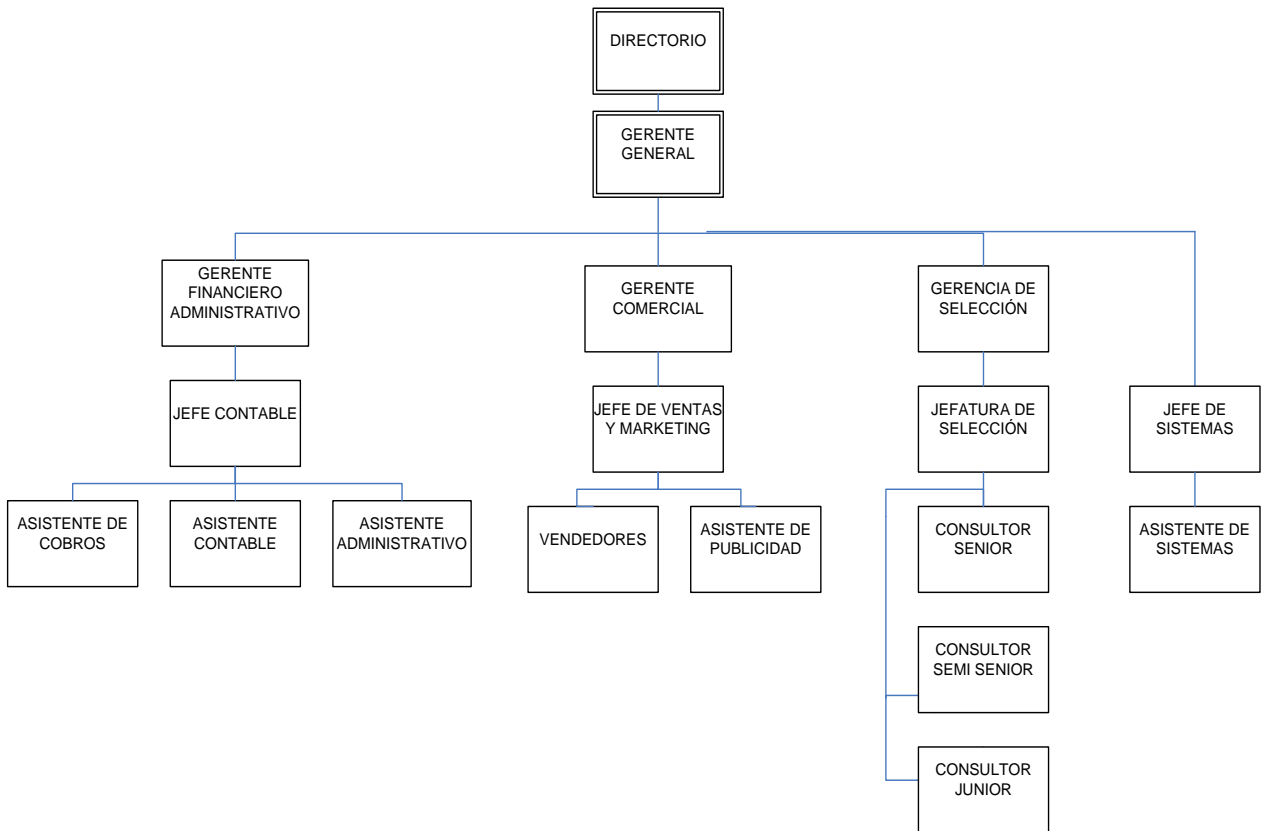 DIRECTORIO
GERENTE
GENERAL
GERENTE
FINANCIERO
ADMINISTRATIVO
GERENTE
COMERCIAL
GERENCIA DE
SELECCIÓN
JEFE CONTABLE
JEFE DE VENTAS
Y MARKETING
JEFATURA DE
SELECCIÓN
JEFE DE
SISTEMAS
ASISTENTE DE
COBROS
ASISTENTE
CONTABLE
ASISTENTE
ADMINISTRATIVO
VENDEDORES
ASISTENTE DE
PUBLICIDAD
CONSULTOR
SENIOR
ASISTENTE DE
SISTEMAS
CONSULTOR
SEMI SENIOR
CONSULTOR
JUNIOR